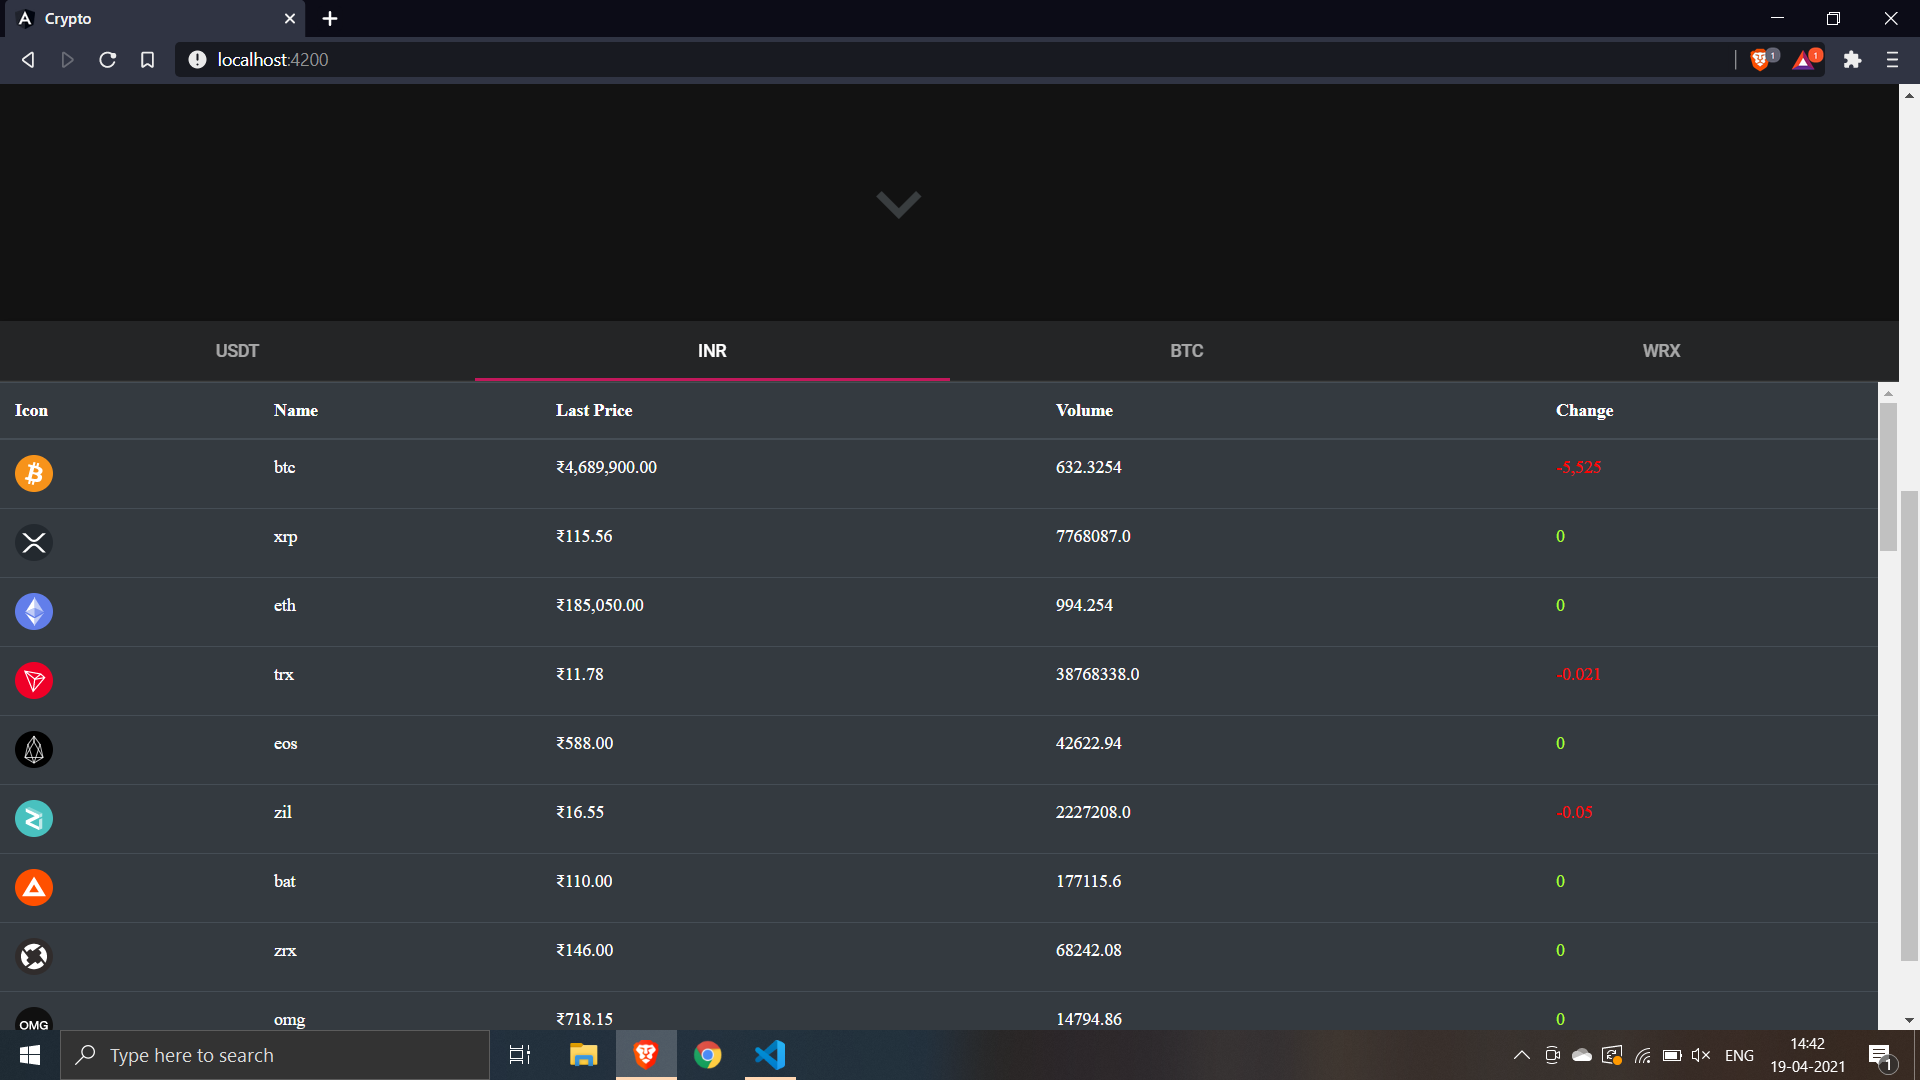 Crypto
localhost:4200
1
1
USDT INR BTC WRX
Icon Name Last Price Volume Change
btc ₹4,689,900.00 632.3254 -5,525
xrp ₹115.56 7768087.0 0
eth ₹185,050.00 994.254 0
trx ₹11.78 38768338.0 -0.021
eos ₹588.00 42622.94 0
zil ₹16.55 2227208.0 -0.05
bat ₹110.00 177115.6 0
zrx ₹146.00 68242.08 0
OMG omg ₹718.15 14794.86 0
Type here to search
ENG
14:42
19-04-2021
1